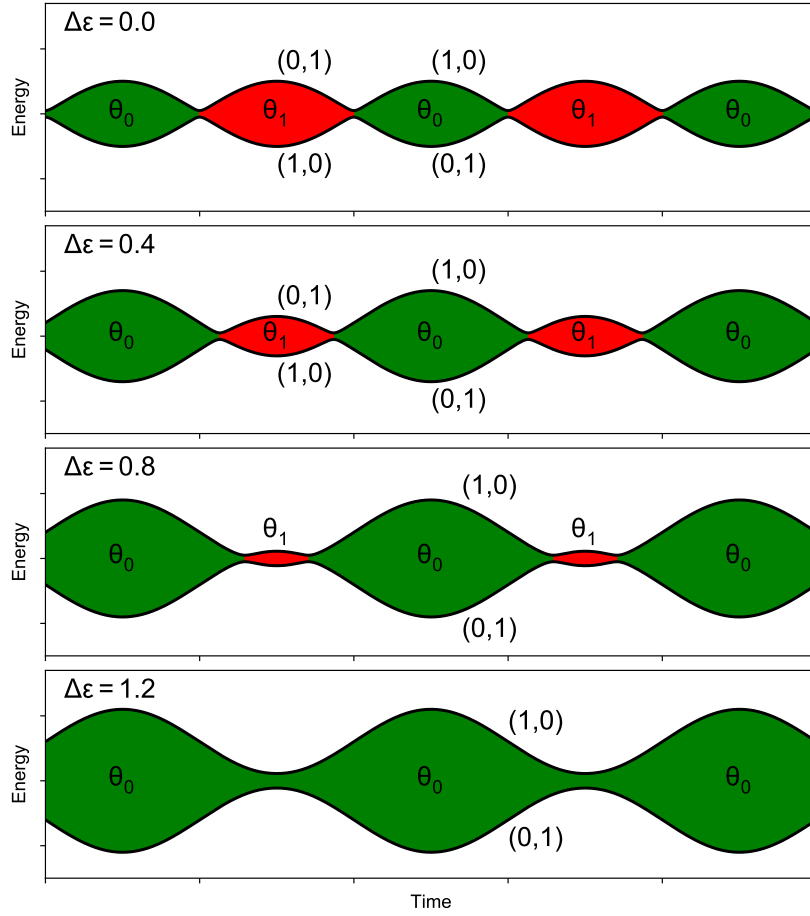 Δε = 0.0
(0,1) (1,0)
Energy
θ₀ θ₁ θ₀ θ₁ θ₀
(1,0) (0,1)
Δε = 0.4
(0,1) (1,0)
Energy
θ₀ θ₁ θ₀ θ₁ θ₀
(1,0) (0,1)
Δε = 0.8
(1,0)
θ₁ θ₁
Energy
θ₀ θ₀ θ₀
(0,1)
Δε = 1.2
(1,0)
Energy
θ₀ θ₀ θ₀
(0,1)
Time